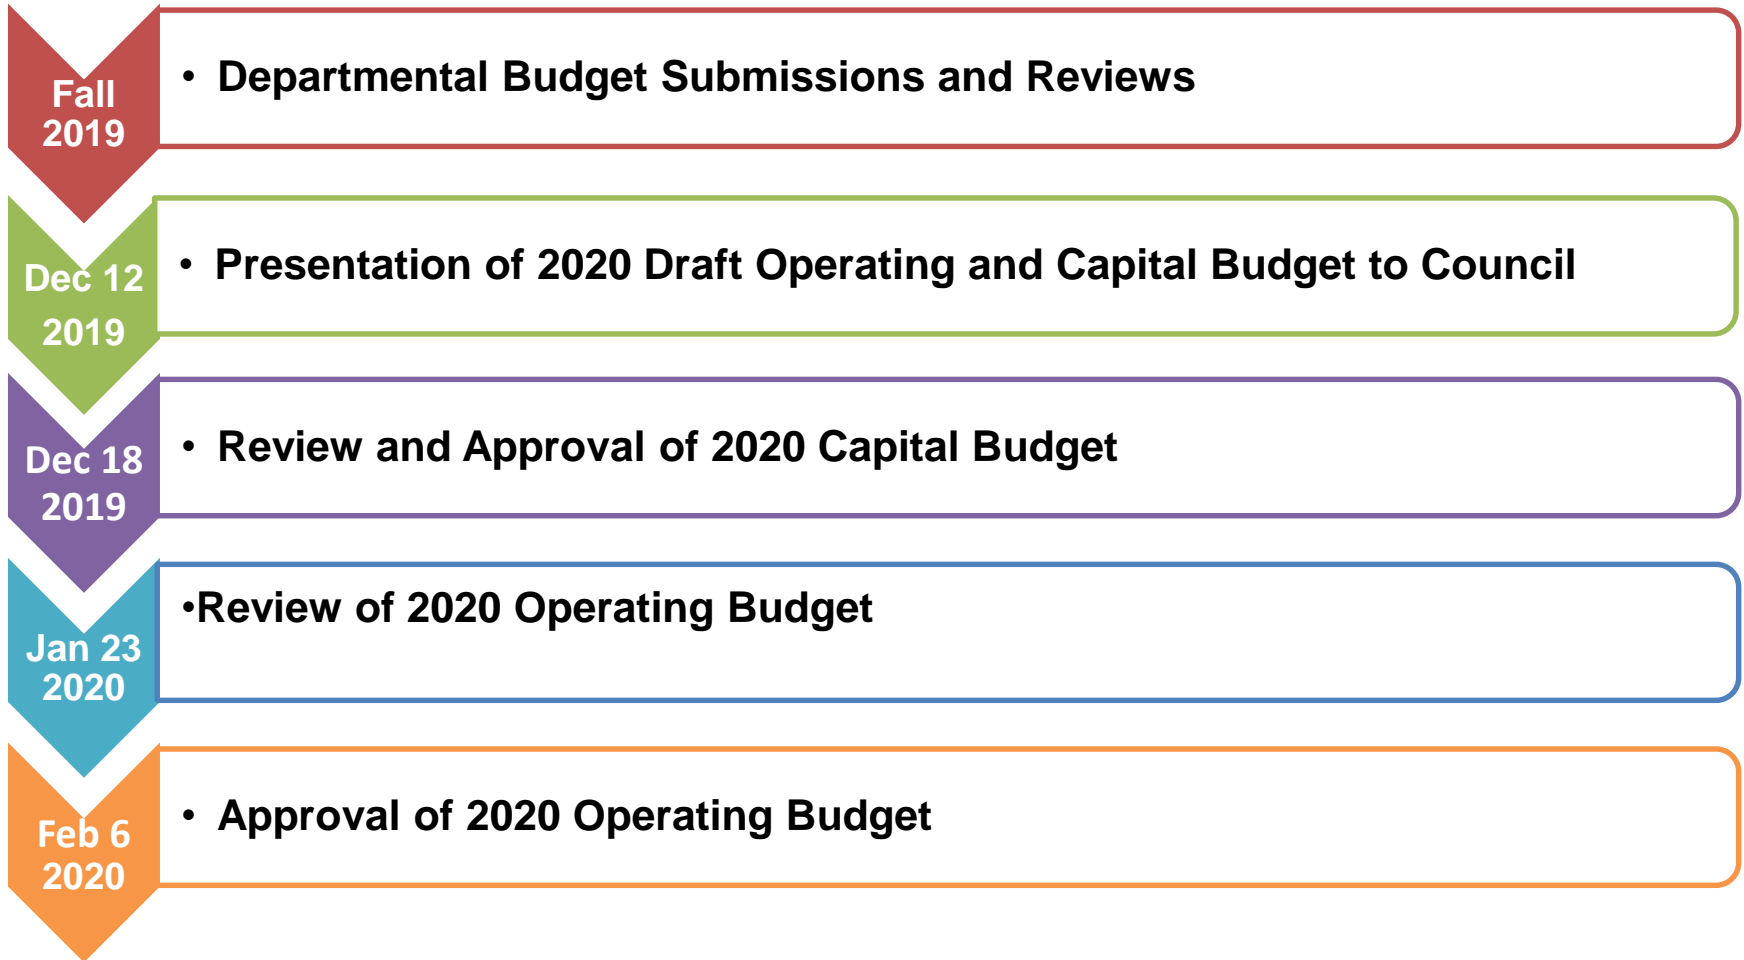 Fall
2019
• Departmental Budget Submissions and Reviews
Dec 12
2019
• Presentation of 2020 Draft Operating and Capital Budget to Council
Dec 18
2019
• Review and Approval of 2020 Capital Budget
Jan 23
2020
•Review of 2020 Operating Budget
Feb 6
2020
• Approval of 2020 Operating Budget